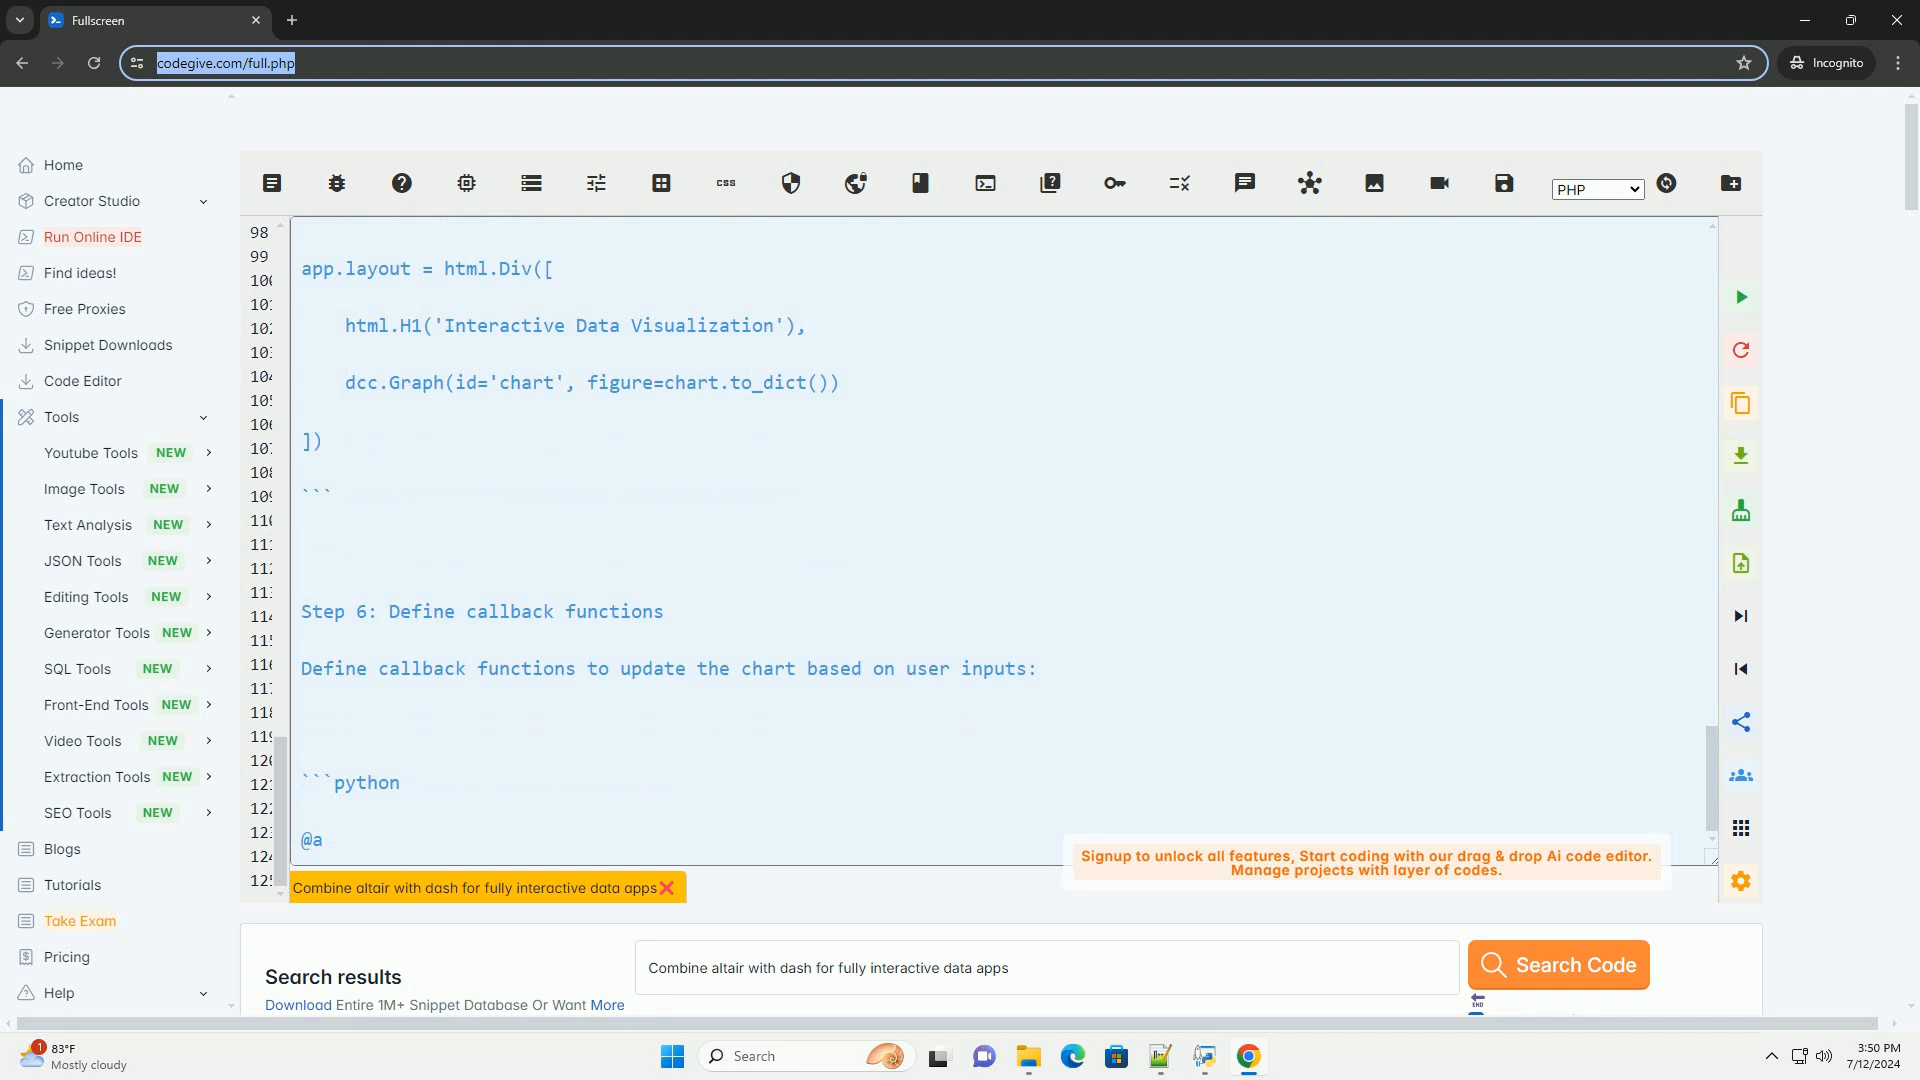 Fullscreen
codegive.com/full.php
Incognito
Home
Creator Studio
Run Online IDE
Find ideas!
Free Proxies
Snippet Downloads
Code Editor
Tools
Youtube Tools NEW
Image Tools NEW
Text Analysis NEW
JSON Tools NEW
Editing Tools NEW
Generator Tools NEW
SQL Tools NEW
Front-End Tools NEW
Video Tools NEW
Extraction Tools NEW
SEO Tools NEW
Blogs
Tutorials
Take Exam
Pricing
Help
css
PHP
98
99
app.layout = html.Div([
html.H1('Interactive Data Visualization'),
dcc.Graph(id='chart', figure=chart.to_dict())
])
```
Step 6: Define callback functions
Define callback functions to update the chart based on user inputs:
```python
@a
Signup to unlock all features, Start coding with our drag & drop Ai code editor.
Manage projects with layer of codes.
Combine altair with dash for fully interactive data apps
Search results
Download Entire 1M+ Snippet Database Or Want More
Combine altair with dash for fully interactive data apps
Search Code
END
1
83°F
Mostly cloudy
Search
3:50 PM
7/12/2024